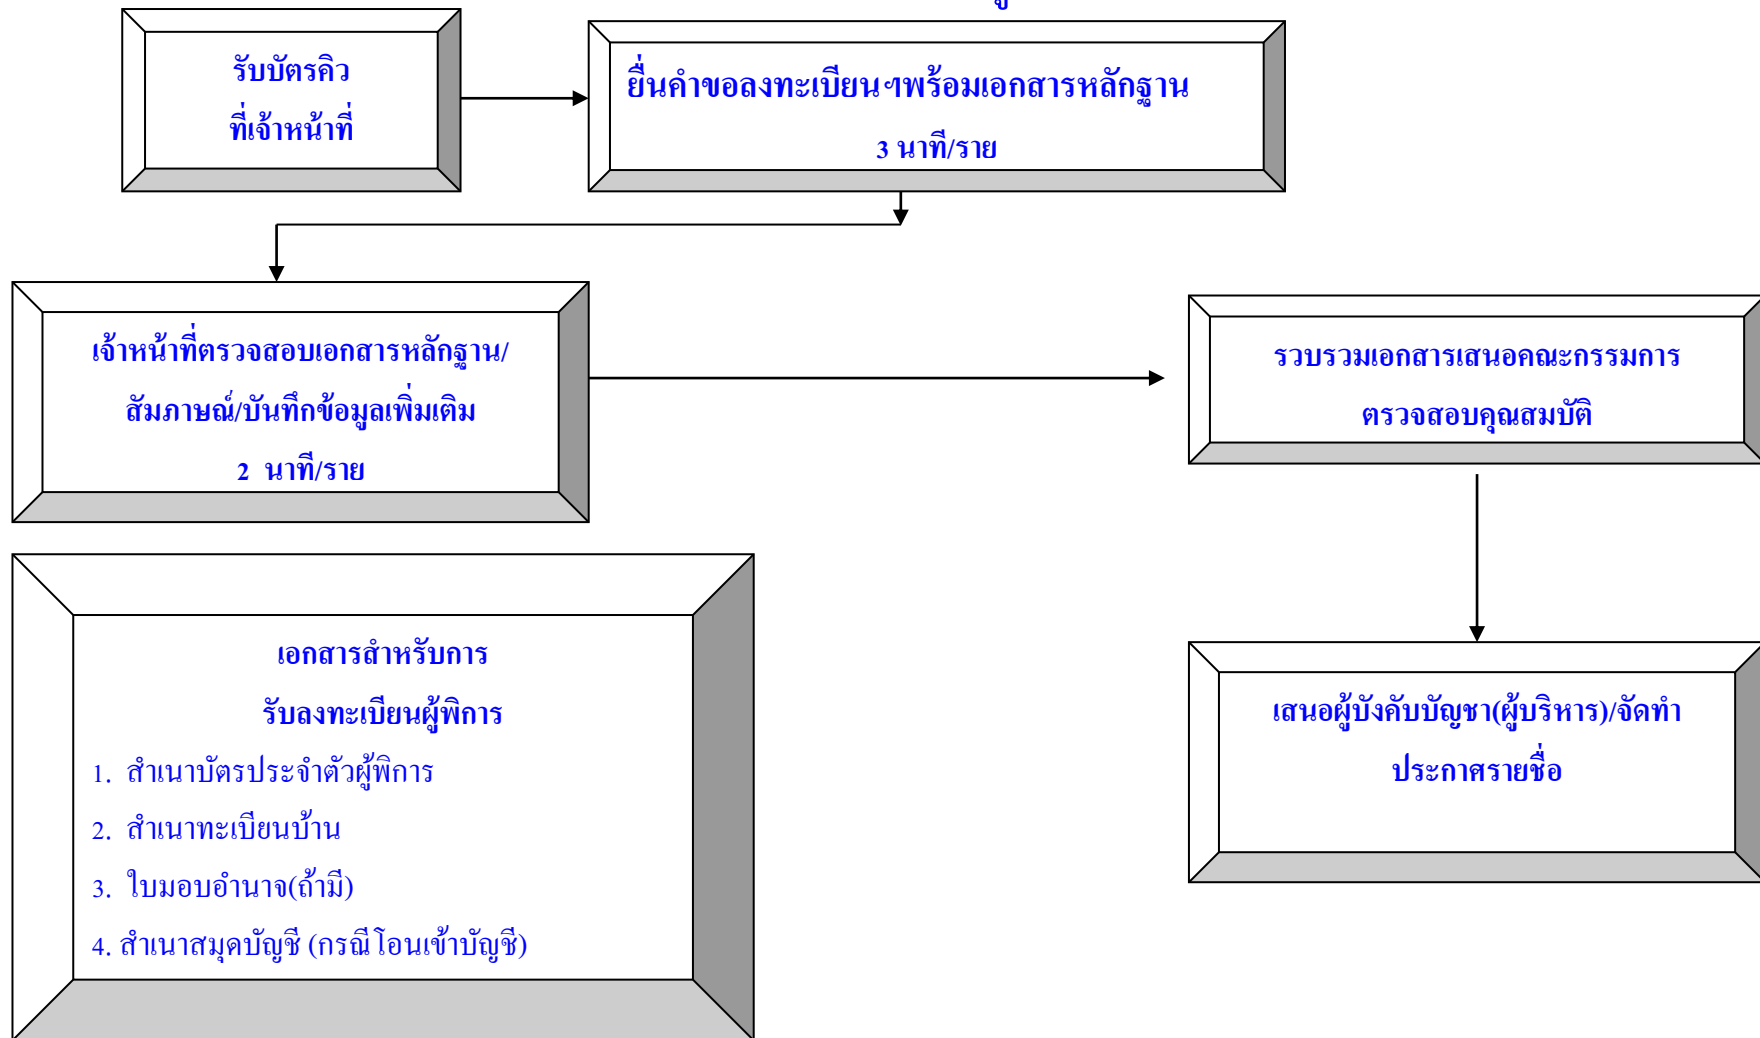 รับบัตรคิว
ที่เจ้าหน้าที่
ยื่นคำขอลงทะเบียนฯพร้อมเอกสารหลักฐาน
3 นาที/ราย
เจ้าหน้าที่ตรวจสอบเอกสารหลักฐาน/
สัมภาษณ์/บันทึกข้อมูลเพิ่มเติม
2 นาที/ราย
รวบรวมเอกสารเสนอคณะกรรมการ
ตรวจสอบคุณสมบัติ
เอกสารสำหรับการ
รับลงทะเบียนผู้พิการ
1. สำเนาบัตรประจำตัวผู้พิการ
2. สำเนาทะเบียนบ้าน
3. ใบมอบอำนาจ(ถ้ามี)
4. สำเนาสมุดบัญชี (กรณีโอนเข้าบัญชี)
เสนอผู้บังคับบัญชา(ผู้บริหาร)/จัดทำ
ประกาศรายชื่อ